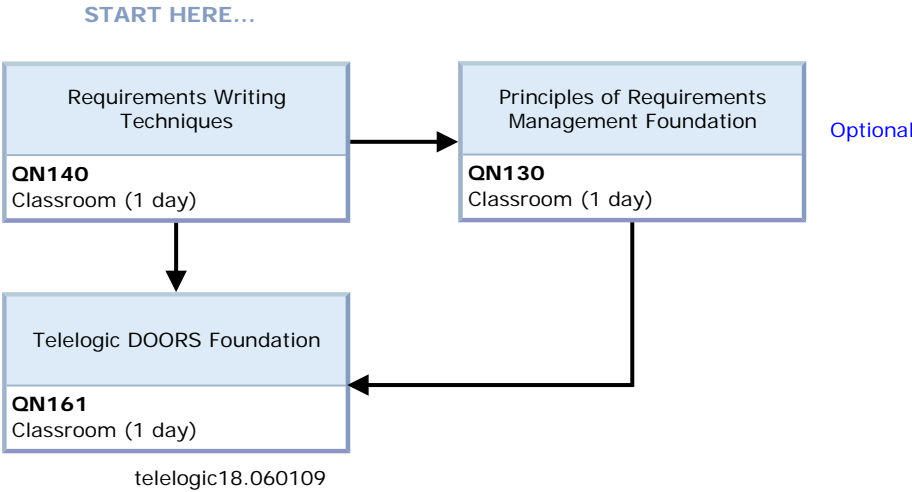 START HERE...
Requirements Writing
Techniques
QN140
Classroom (1 day)
Principles of Requirements
Management Foundation
QN130
Classroom (1 day)
Optional
Telelogic DOORS Foundation
QN161
Classroom (1 day)
telelogic18.060109